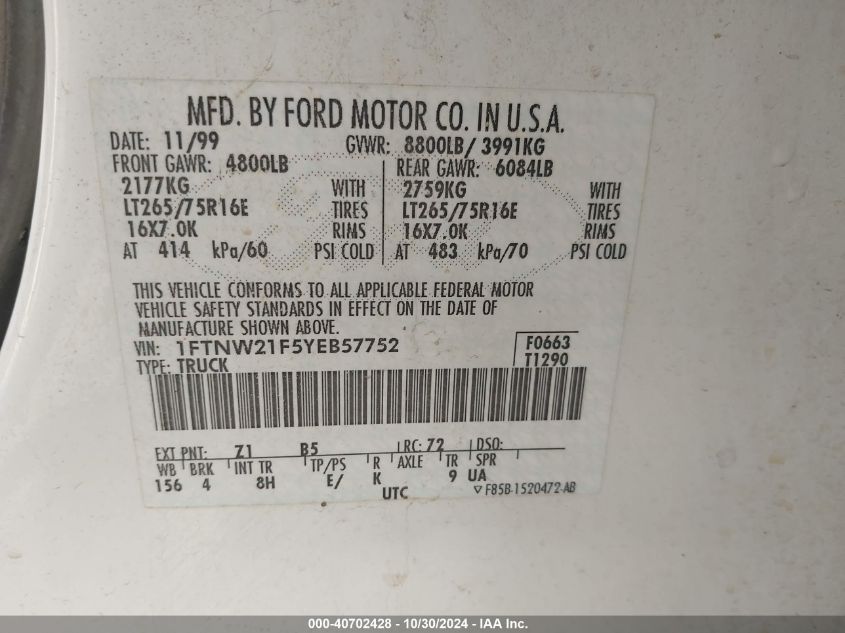 MFD. BY FORD MOTOR CO. IN U.S.A.
DATE: 11/99 GVWR: 8800LB/ 3991KG
FRONT GAWR: 4800LB REAR GAWR: 6084LB
2177KG WITH 2759KG WITH
LT265/75R16E TIRES LT265/75R16E TIRES
16X7.0K RIMS 16X7.0K RIMS
AT 414 kPa/60 PSI COLD AT 483 kPa/70 PSI COLD
THIS VEHICLE CONFORMS TO ALL APPLICABLE FEDERAL MOTOR
VEHICLE SAFETY STANDARDS IN EFFECT ON THE DATE OF
MANUFACTURE SHOWN ABOVE.
VIN: 1FTNW21F5YEB57752 F0663
TYPE: TRUCK T1290
EXT PNT: Z1 B5 RC: 72 DSO:
WB BRK INT TR TP/PS R AXLE TR SPR
156 4 8H E/ K 9 UA
UTC ▽ F85B-1520472-AB
000-40702428 - 10/30/2024 - IAA Inc.